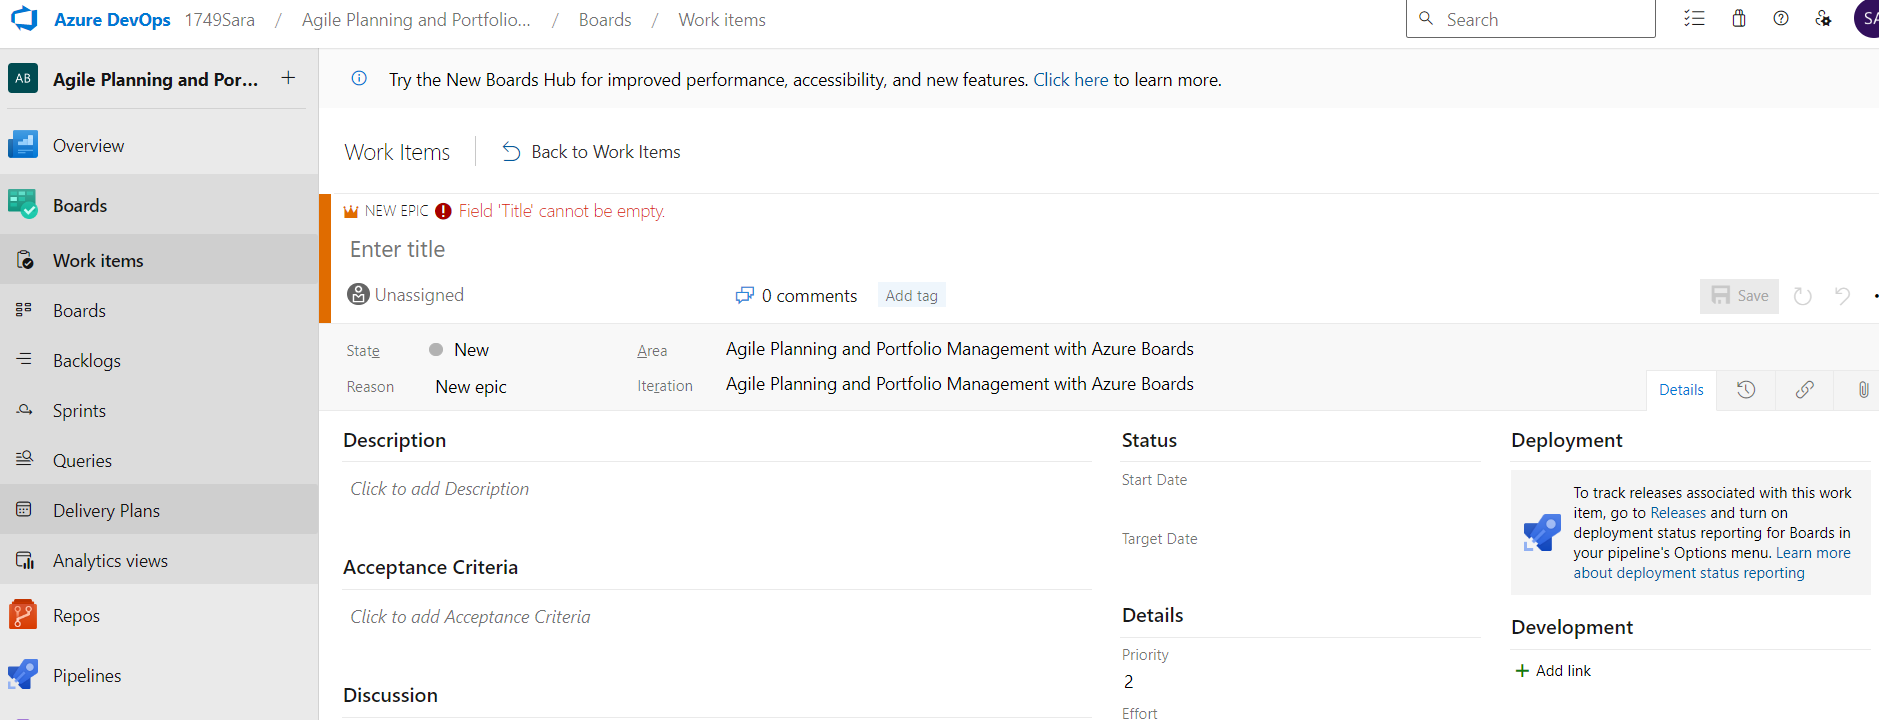 Azure DevOps 1749Sara / Agile Planning and Portfolio... / Boards / Work items
Search
SA
AB Agile Planning and Por... +
Overview
Boards
Work items
Boards
Backlogs
Sprints
Queries
Delivery Plans
Analytics views
Repos
Pipelines
Try the New Boards Hub for improved performance, accessibility, and new features. Click here to learn more.
Work Items
Back to Work Items
NEW EPIC Field 'Title' cannot be empty.
Enter title
Unassigned
0 comments
Add tag
Save
State New
Reason New epic
Area Agile Planning and Portfolio Management with Azure Boards
Iteration Agile Planning and Portfolio Management with Azure Boards
Details
Description
Click to add Description
Acceptance Criteria
Click to add Acceptance Criteria
Discussion
Status
Start Date
Target Date
Details
Priority
2
Effort
Deployment
To track releases associated with this work
item, go to Releases and turn on
deployment status reporting for Boards in
your pipeline's Options menu. Learn more
about deployment status reporting
Development
+ Add link